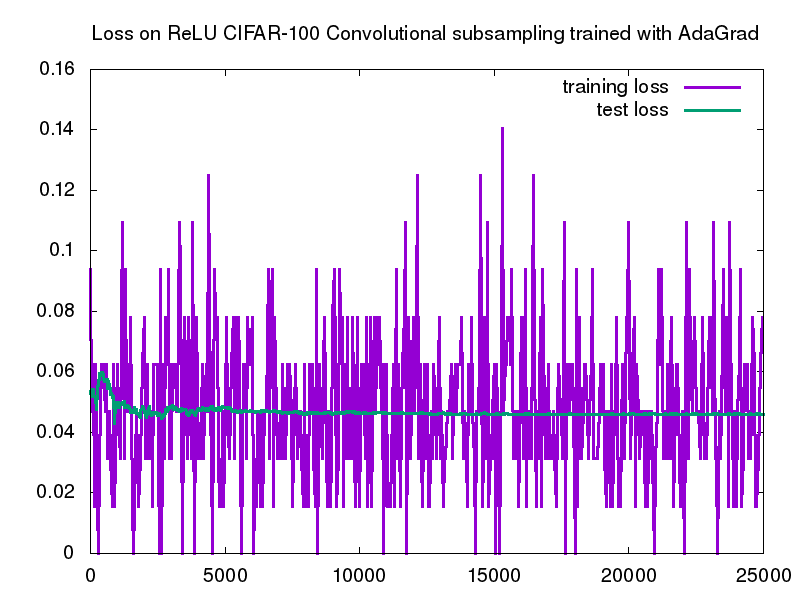 Loss on ReLU CIFAR-100 Convolutional subsampling trained with AdaGrad
0.16
training loss
test loss
0.14
0.12
0.1
0.08
0.06
0.04
0.02
0
0 5000 10000 15000 20000 25000